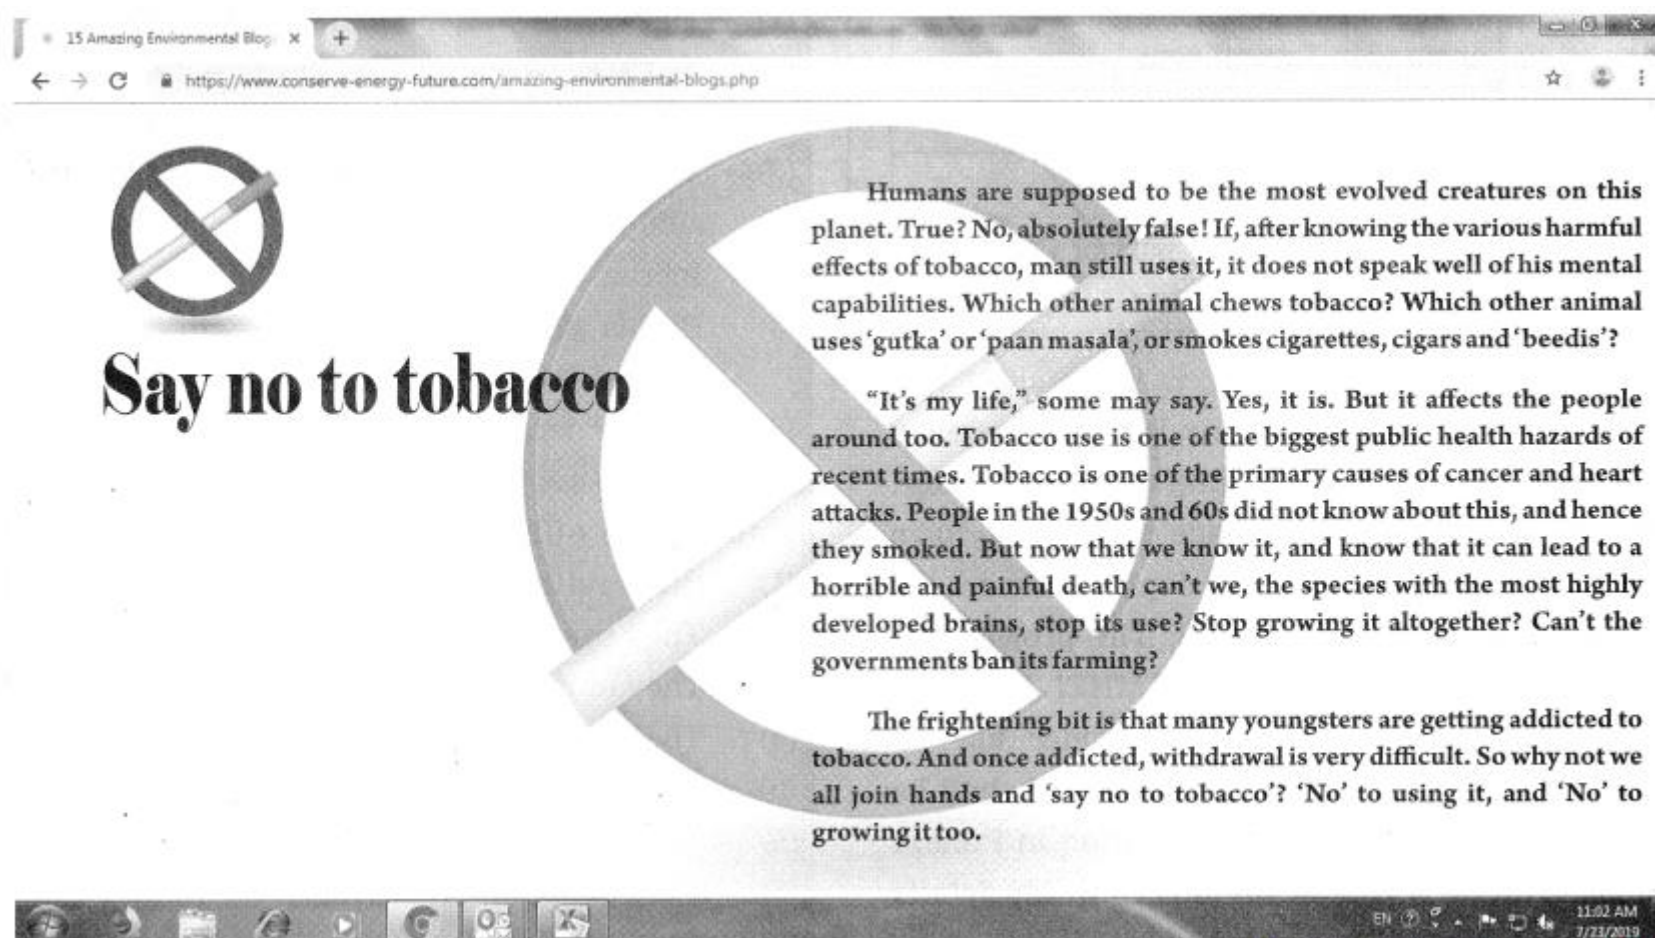 15 Amazing Environmental Blog
https://www.conserve-energy-future.com/amazing-environmental-blogs.php
Say no to tobacco
Humans are supposed to be the most evolved creatures on this
planet. True? No, absolutely false! If, after knowing the various harmful
effects of tobacco, man still uses it, it does not speak well of his mental
capabilities. Which other animal chews tobacco? Which other animal
uses ‘gutka’ or ‘paan masala’, or smokes cigarettes, cigars and ‘beedis’?
“It’s my life,” some may say. Yes, it is. But it affects the people
around too. Tobacco use is one of the biggest public health hazards of
recent times. Tobacco is one of the primary causes of cancer and heart
attacks. People in the 1950s and 60s did not know about this, and hence
they smoked. But now that we know it, and know that it can lead to a
horrible and painful death, can’t we, the species with the most highly
developed brains, stop its use? Stop growing it altogether? Can’t the
governments ban its farming?
The frightening bit is that many youngsters are getting addicted to
tobacco. And once addicted, withdrawal is very difficult. So why not we
all join hands and ‘say no to tobacco’? ‘No’ to using it, and ‘No’ to
growing it too.
EN
11:02 AM
7/23/2019